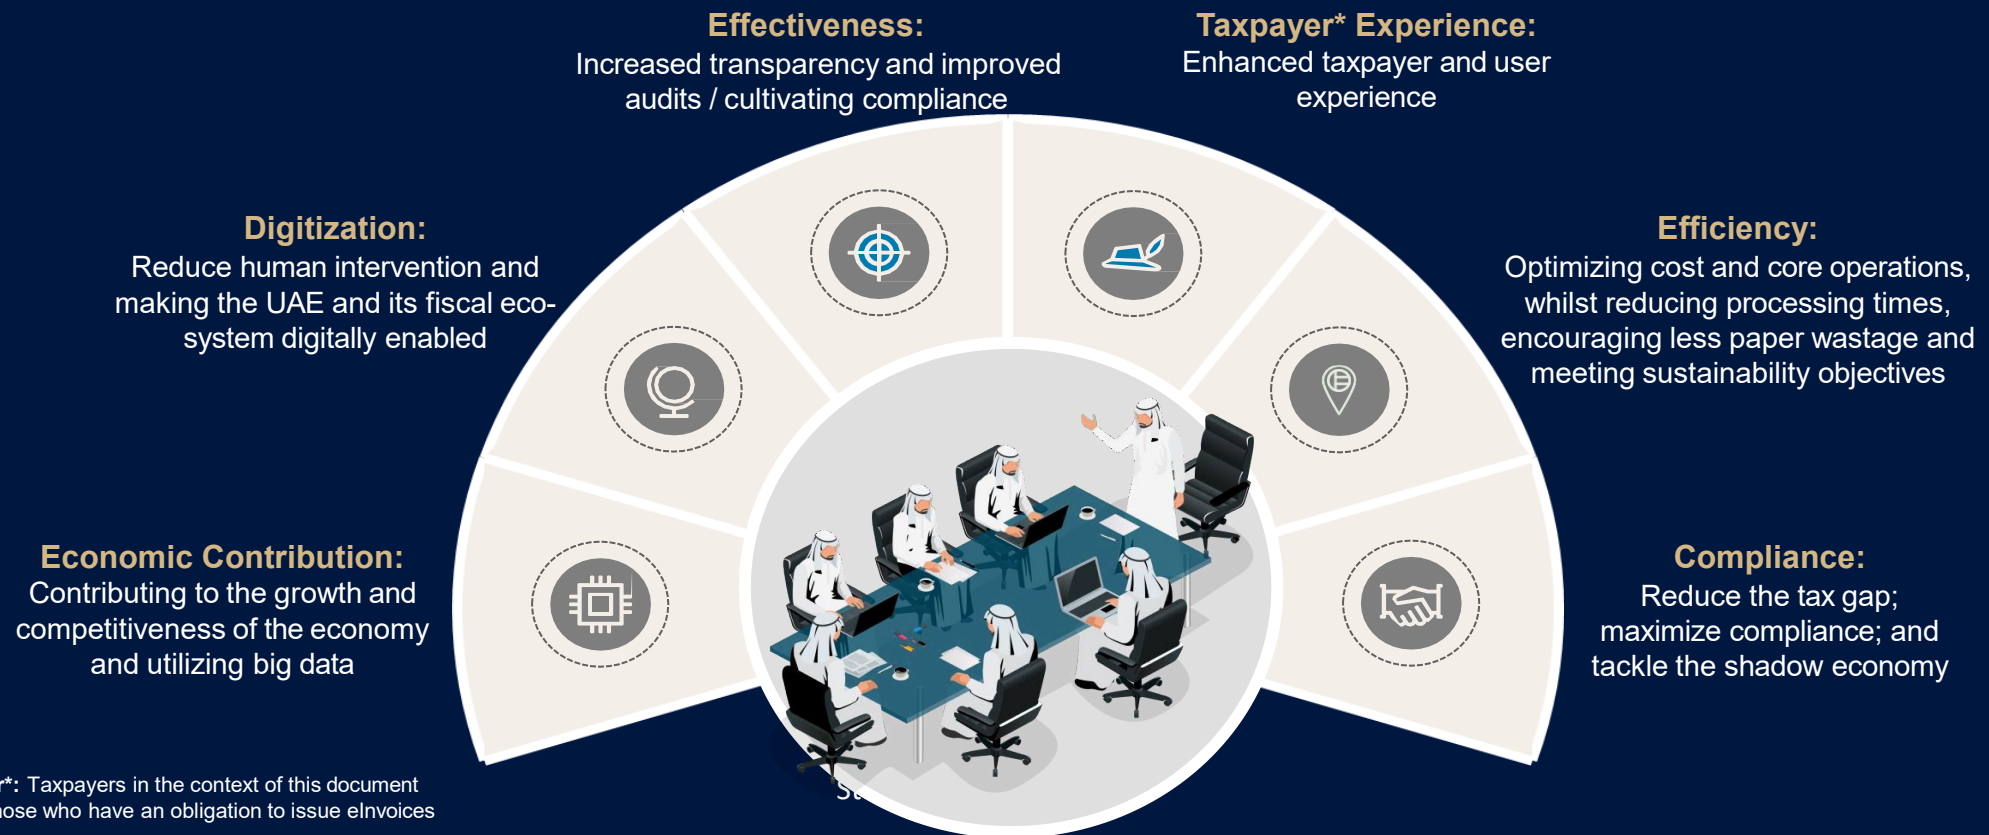 Effectiveness:
Increased transparency and improved
audits / cultivating compliance
Taxpayer* Experience:
Enhanced taxpayer and user
experience
Digitization:
Reduce human intervention and
making the UAE and its fiscal eco-
system digitally enabled
Efficiency:
Optimizing cost and core operations,
whilst reducing processing times,
encouraging less paper wastage and
meeting sustainability objectives
Economic Contribution:
Contributing to the growth and
competitiveness of the economy
and utilizing big data
Compliance:
Reduce the tax gap;
maximize compliance; and
tackle the shadow economy
Taxpayers in the context of this document
who have an obligation to issue eInvoices